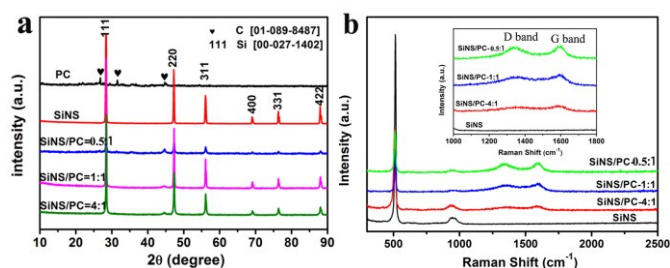 a
♥ C [01-089-8487]
111 Si [00-027-1402]
111
220
311
400
331
422
PC
SiNS
SiNS/PC=0.5:1
SiNS/PC=1:1
SiNS/PC=4:1
intensity (a.u.)
10 20 30 40 50 60 70 80 90
2θ (degree)
b
D band G band
SiNS/PC-0.5:1
SiNS/PC-1:1
SiNS/PC-4:1
SiNS
Intensity (a.u.)
1000 1200 1400 1600 1800
Raman Shift (cm-1)
SiNS/PC-0.5:1
SiNS/PC-1:1
SiNS/PC-4:1
SiNS
Intensity (a.u.)
500 1000 1500 2000 2500
Raman Shift (cm-1)